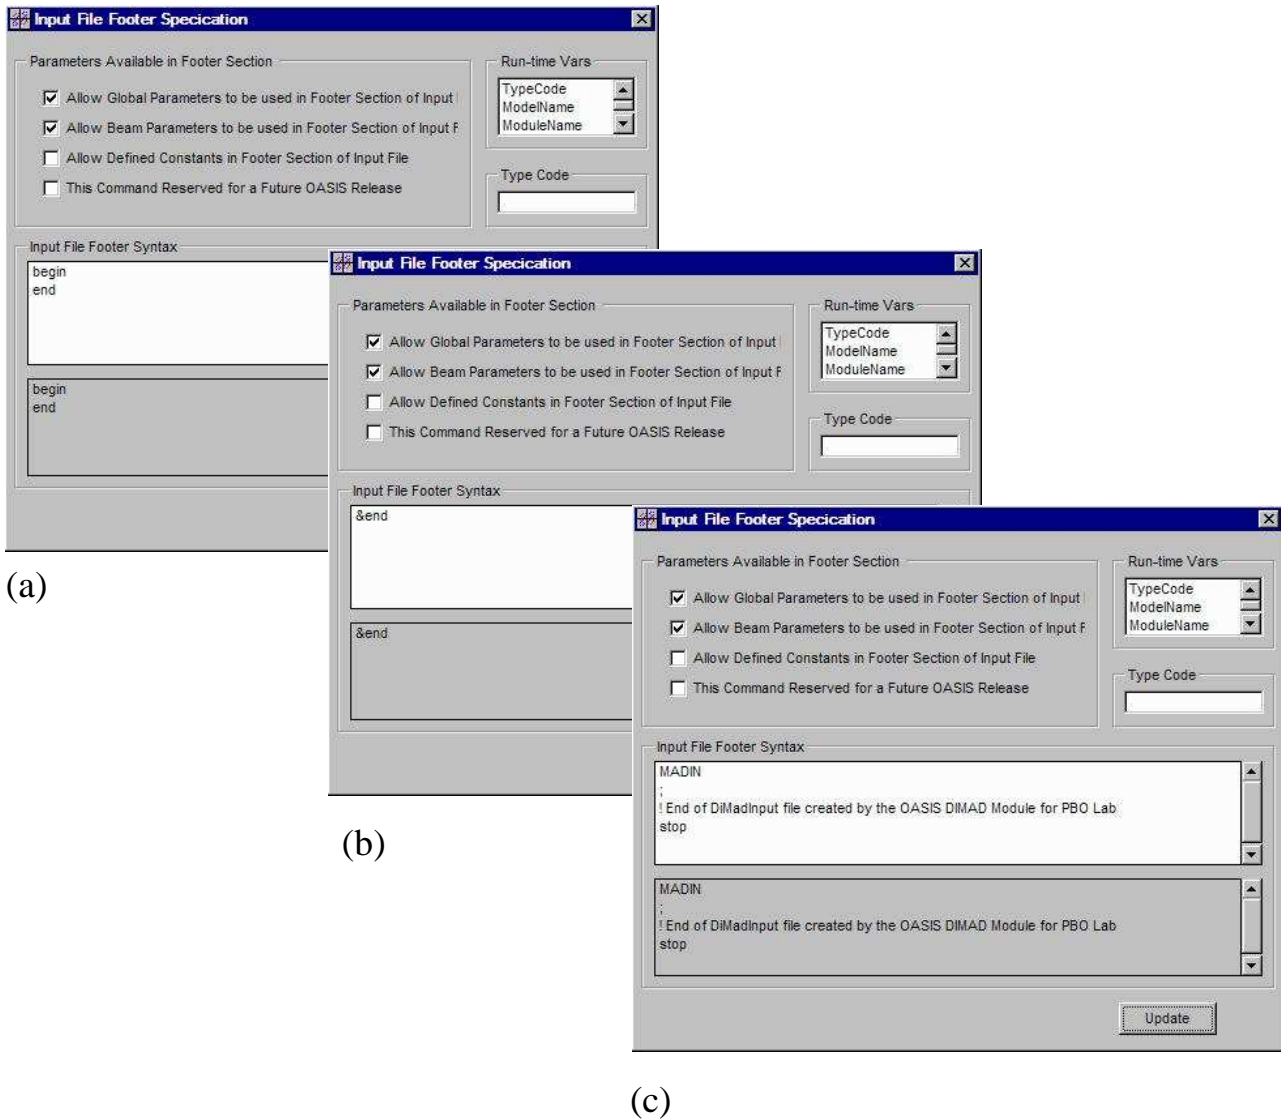 Input File Footer Specication
Parameters Available in Footer Section
Allow Global Parameters to be used in Footer Section of Input
Allow Beam Parameters to be used in Footer Section of Input F
Allow Defined Constants in Footer Section of Input File
This Command Reserved for a Future OASIS Release
Run-time Vars
TypeCode
ModelName
ModuleName
Type Code
Input File Footer Syntax
begin
end
begin
end
(a)
Input File Footer Specication
Parameters Available in Footer Section
Allow Global Parameters to be used in Footer Section of Input
Allow Beam Parameters to be used in Footer Section of Input F
Allow Defined Constants in Footer Section of Input File
This Command Reserved for a Future OASIS Release
Run-time Vars
TypeCode
ModelName
ModuleName
Type Code
Input File Footer Syntax
&end
&end
(b)
Input File Footer Specication
Parameters Available in Footer Section
Allow Global Parameters to be used in Footer Section of Input
Allow Beam Parameters to be used in Footer Section of Input F
Allow Defined Constants in Footer Section of Input File
This Command Reserved for a Future OASIS Release
Run-time Vars
TypeCode
ModelName
ModuleName
Type Code
Input File Footer Syntax
MADIN
;
! End of DiMadInput file created by the OASIS DIMAD Module for PBO Lab
stop
MADIN
;
! End of DiMadInput file created by the OASIS DIMAD Module for PBO Lab
stop
Update
(c)